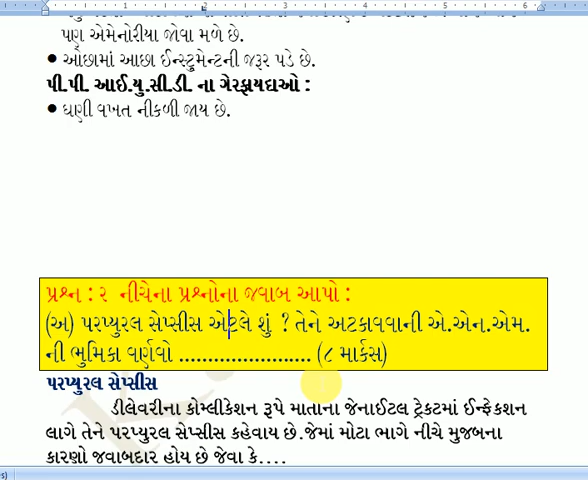 પણ એમેનોરીયા જોવા મળે છે.
● ઓછામાં આછા ઈન્સ્ટ્રુમેન્ટની જરૂર પડે છે.
પી.પી. આઈ.યુ.સી.ડી. ના ગેરફાયદાઓ :
● ઘણી વખત નીકળી જાય છે.
પ્રશ્ન : ૨ નીચેના પ્રશ્નોના જવાબ આપો :
(અ) પરપ્યુરલ સેપ્સીસ એટલે શું ? તેને અટકાવવાની એ.એન.એમ.
ની ભુમિકા વર્ણવો ....................... (૮ માર્કસ)
પરપ્યુરલ સેપ્સીસ
ડીલેવરીના કોમ્લીકેશન રૂપે માતાના જેનાઈટલ ટ્રેકટમાં ઈન્ફેકશન
લાગે તેને પરપ્યુરલ સેપ્સીસ કહેવાય છે.જેમાં મોટા ભાગે નીચે મુજબના
કારણો જવાબદાર હોય છે જેવા કે....